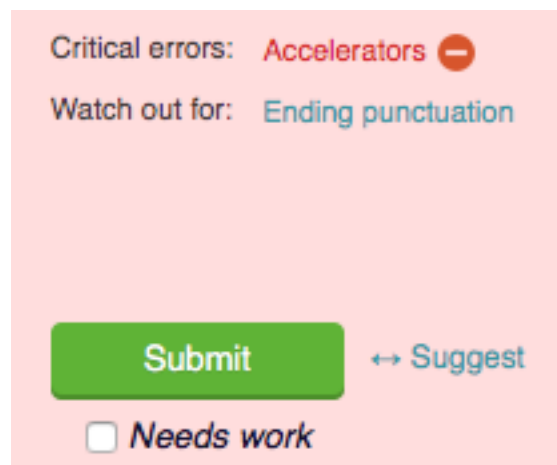 Critical errors: Accelerators
Watch out for: Ending punctuation
Submit ↔ Suggest
Needs work